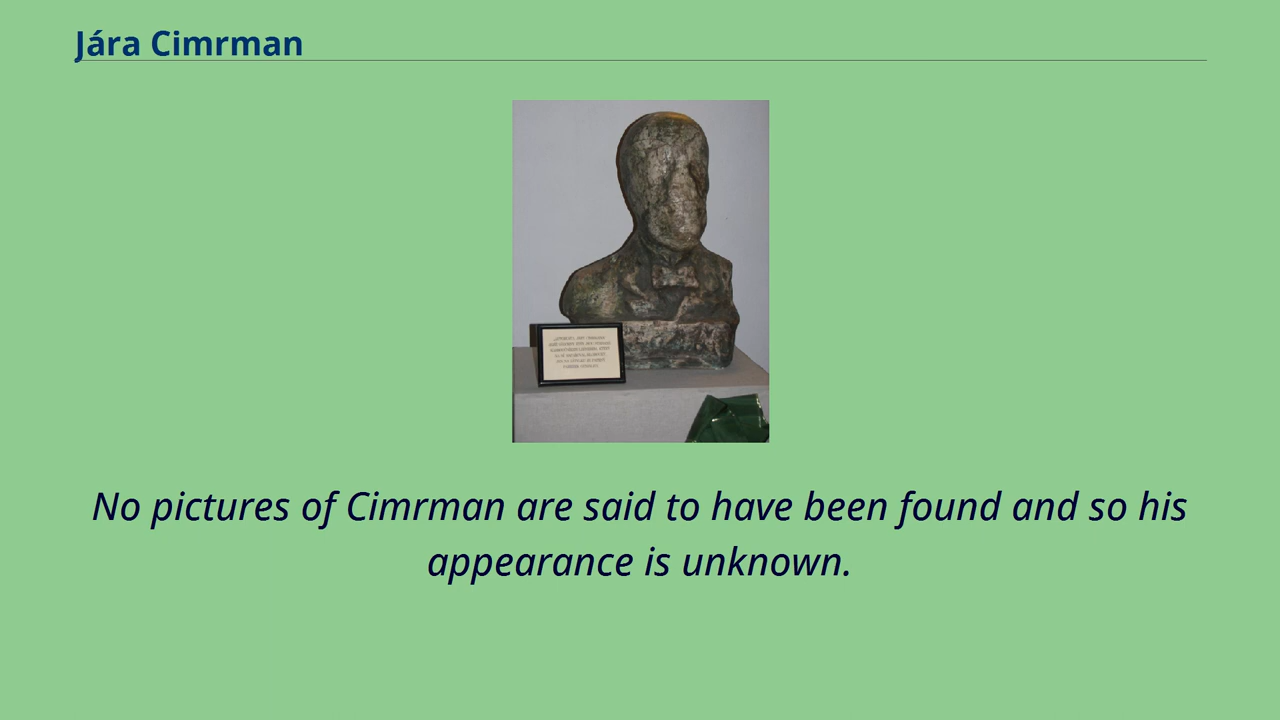 Jára Cimrman
No pictures of Cimrman are said to have been found and so his
appearance is unknown.